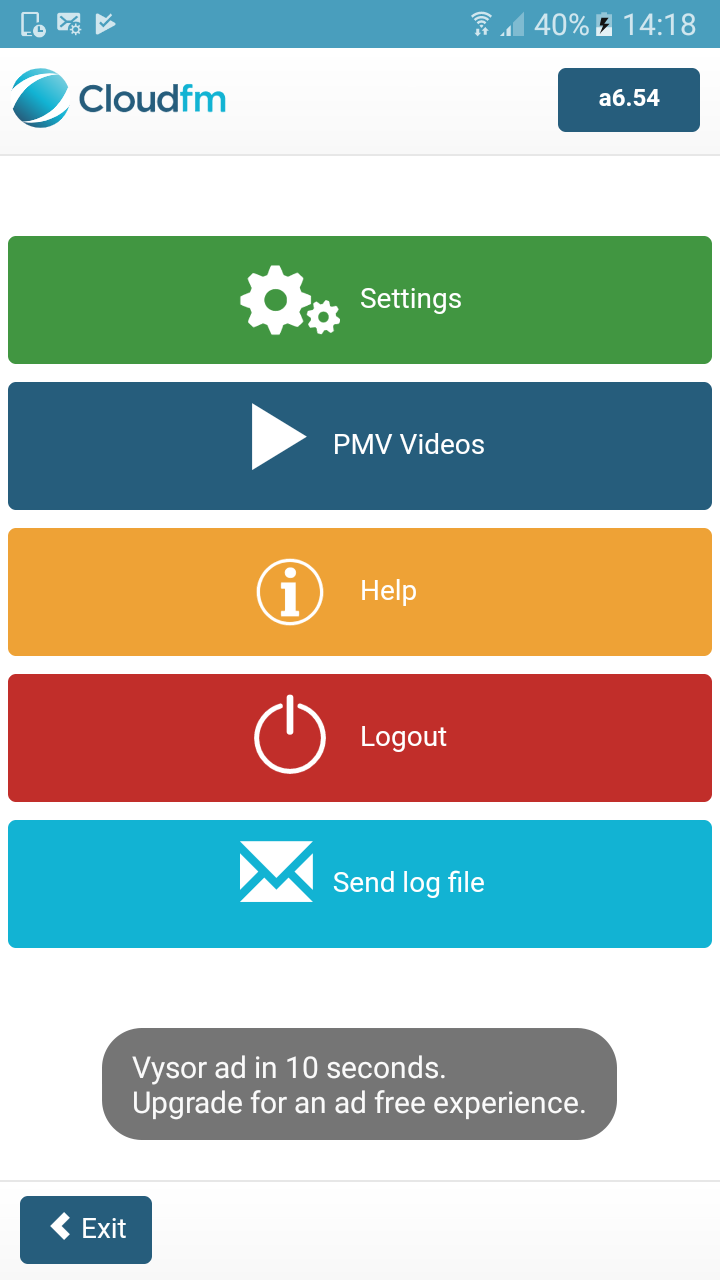 40% 14:18
Cloudfm
a6.54
Settings
PMV Videos
Help
Logout
Send log file
Vysor ad in 10 seconds.
Upgrade for an ad free experience.
Exit